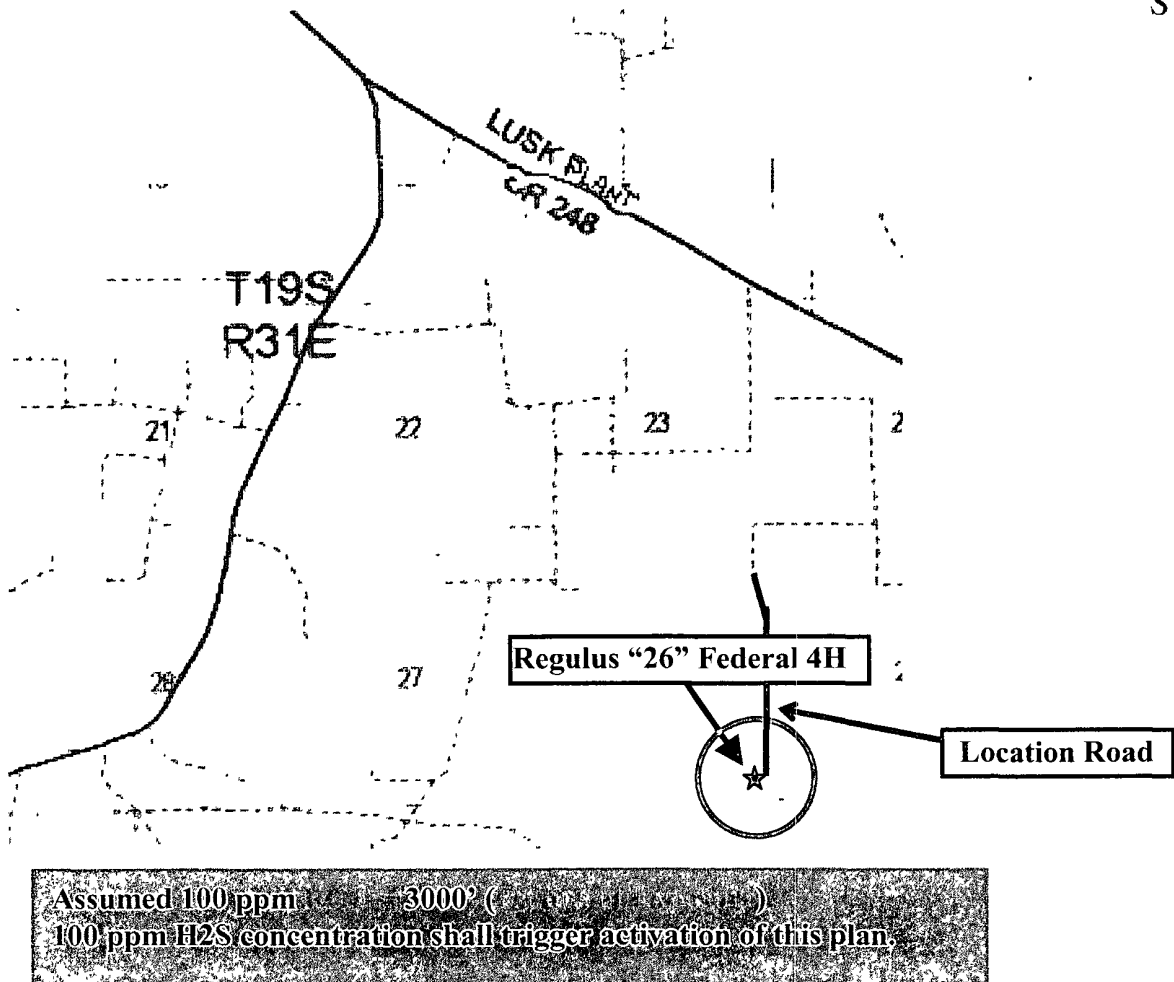 S
LUSK PLANT
CR 248
T19S
R31E
21
22
23
2
28
27
2
Regulus “26” Federal 4H
Location Road
Assumed 100 ppm 3000’ ( )
100 ppm H2S concentration shall trigger activation of this plan.